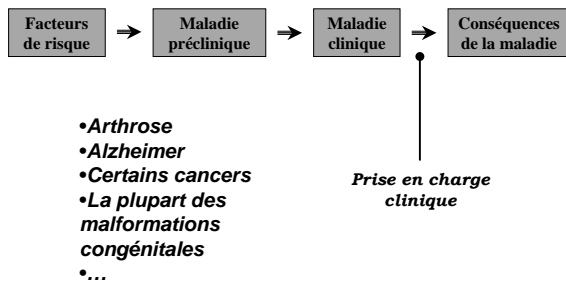 Facteurs
de risque
Maladie
préclinique
Maladie
clinique
Conséquences
de la maladie
•Arthrose
•Alzheimer
•Certains cancers
•La plupart des
malformations
congénitales
•…
Prise en charge
clinique